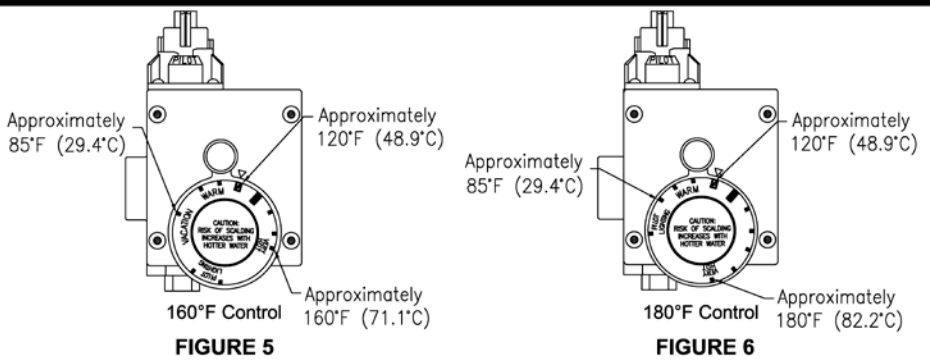 PILOT
Approximately
85°F (29.4°C)
Approximately
120°F (48.9°C)
WARM
VACATION
CAUTION:
RISK OF SCALDING
INCREASES WITH
HOTTER WATER
VERY
HOT
PILOT
LIGHTING
Approximately
160°F (71.1°C)
160°F Control
FIGURE 5
PILOT
Approximately
85°F (29.4°C)
Approximately
120°F (48.9°C)
WARM
PILOT
LIGHTING
CAUTION:
RISK OF SCALDING
INCREASES WITH
HOTTER WATER
VERY
HOT
Approximately
180°F (82.2°C)
180°F Control
FIGURE 6